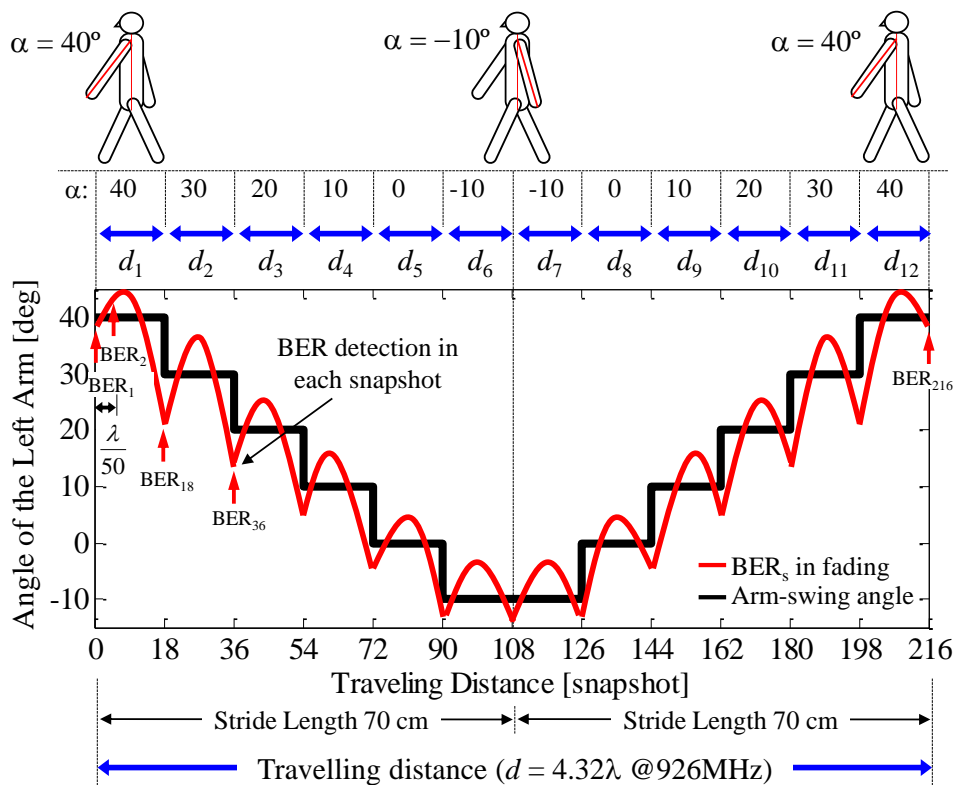 α = 40º
α = −10º
α = 40º
α: 40 30 20 10 0 -10 -10 0 10 20 30 40
d1 d2 d3 d4 d5 d6 d7 d8 d9 d10 d11 d12
Angle of the Left Arm [deg]
40
30
20
10
0
-10
BER2
BER1
λ
50
BER18
BER36
BER detection in
each snapshot
BER216
BERs in fading
Arm-swing angle
0 18 36 54 72 90 108 126 144 162 180 198 216
Traveling Distance [snapshot]
Stride Length 70 cm
Stride Length 70 cm
Travelling distance (d = 4.32λ @926MHz)